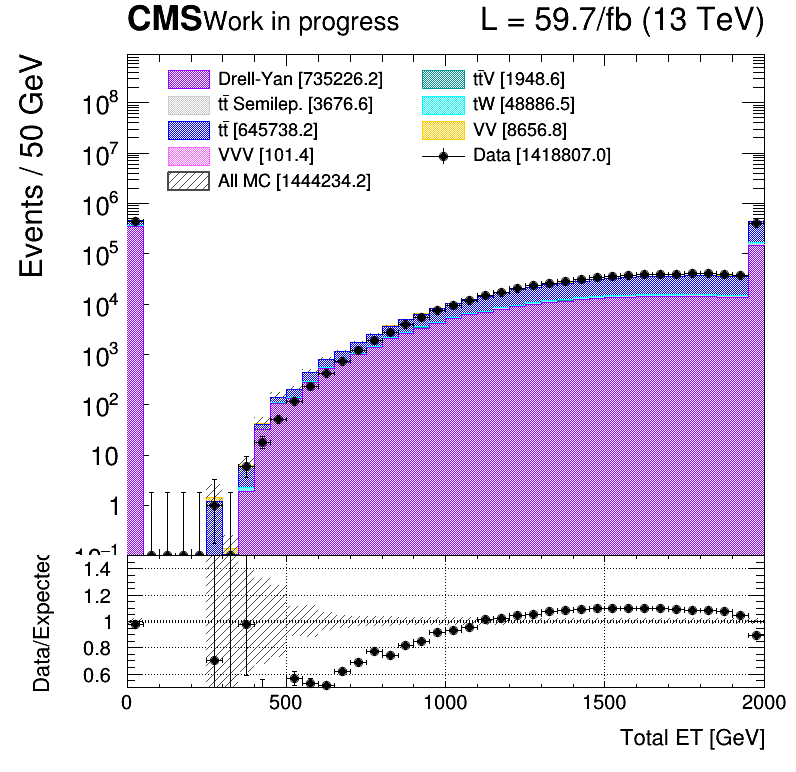 CMS Work in progress L = 59.7/fb (13 TeV)
Events / 50 GeV
Drell-Yan [735226.2]
tt̄ Semilep. [3676.6]
tt̄ [645738.2]
VVV [101.4]
All MC [1444234.2]
tt̄V [1948.6]
tW [48886.5]
VV [8656.8]
Data [1418807.0]
10⁸
10⁷
10⁶
10⁵
10⁴
10³
10²
10
1
10⁻¹
Data/Expected
1.4
1.2
1
0.8
0.6
0 500 1000 1500 2000
Total ET [GeV]